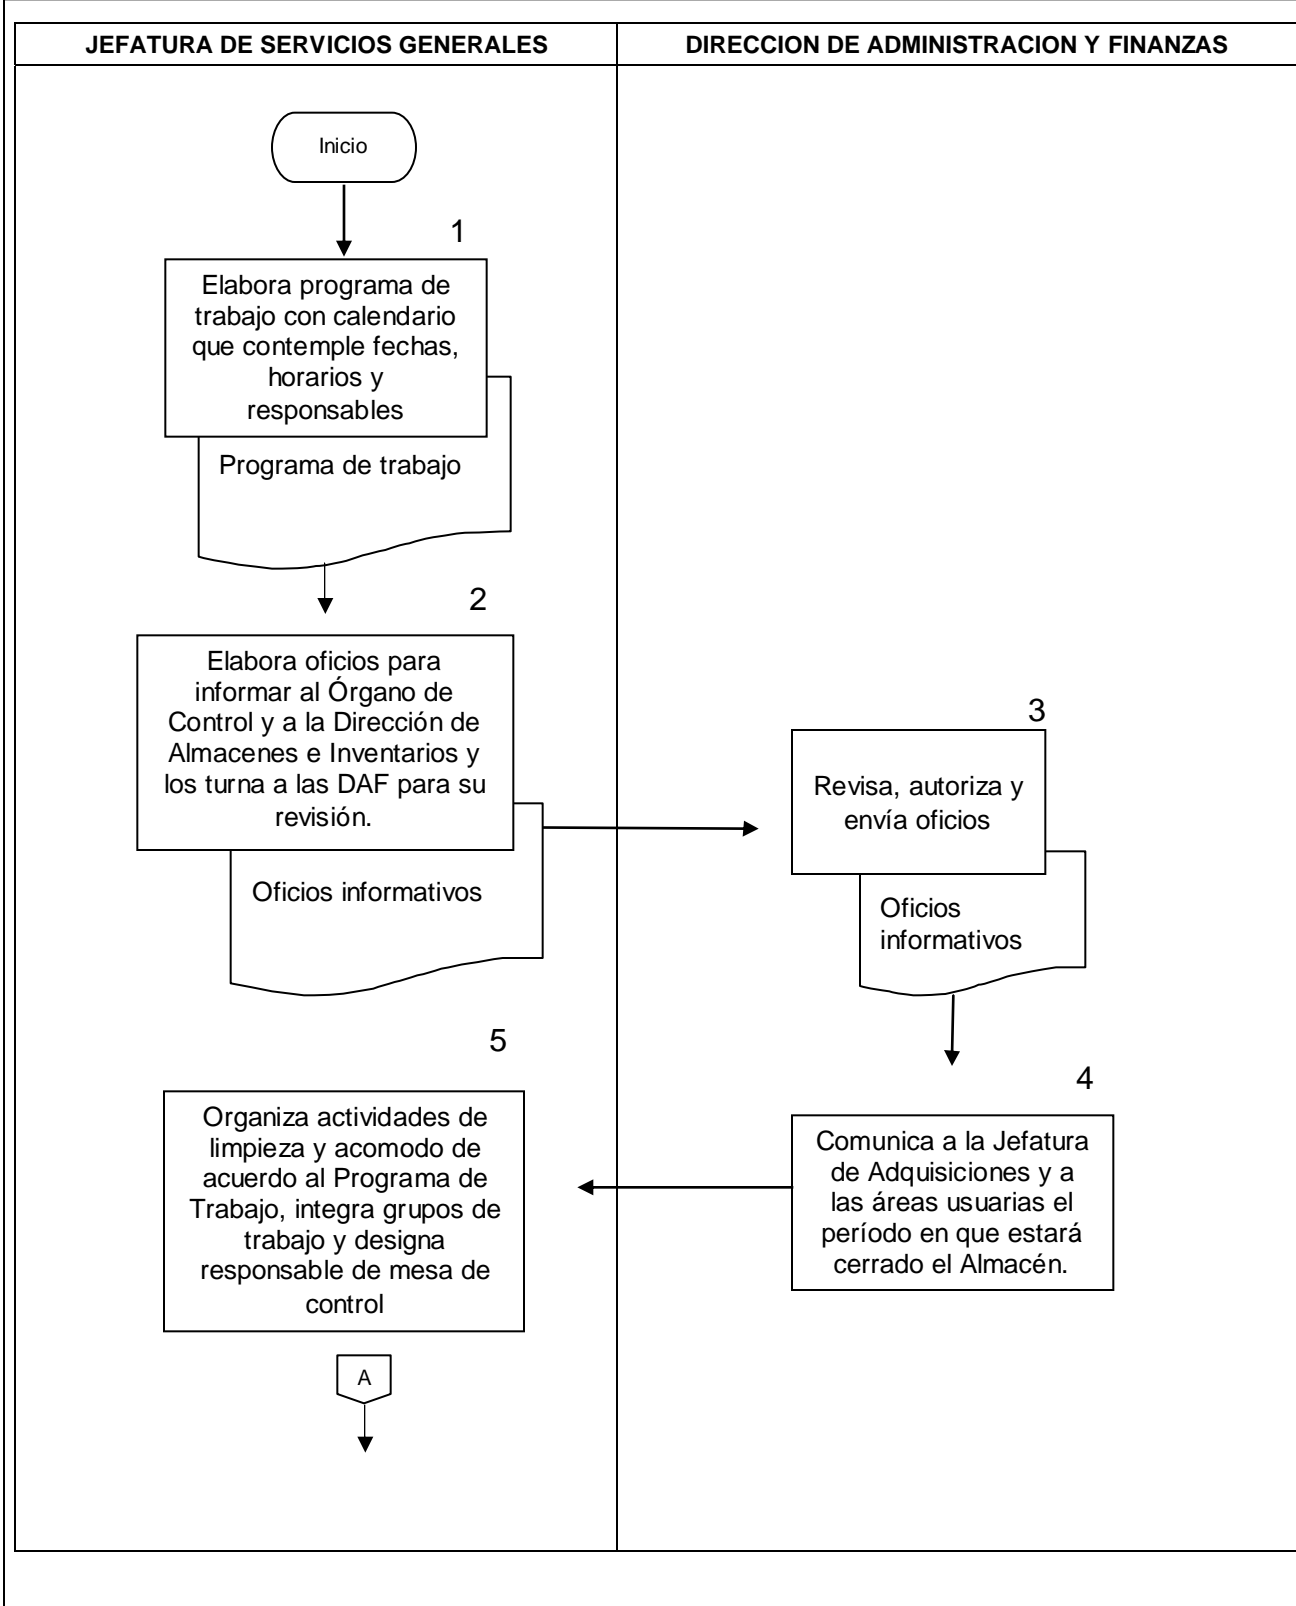 JEFATURA DE SERVICIOS GENERALES
DIRECCION DE ADMINISTRACION Y FINANZAS
Inicio
1
Elabora programa de
trabajo con calendario
que contemple fechas,
horarios y
responsables
Programa de trabajo
2
Elabora oficios para
informar al Órgano de
Control y a la Dirección de
Almacenes e Inventarios y
los turna a las DAF para su
revisión.
Oficios informativos
3
Revisa, autoriza y
envía oficios
Oficios
informativos
4
Comunica a la Jefatura
de Adquisiciones y a
las áreas usuarias el
período en que estará
cerrado el Almacén.
5
Organiza actividades de
limpieza y acomodo de
acuerdo al Programa de
Trabajo, integra grupos de
trabajo y designa
responsable de mesa de
control
A